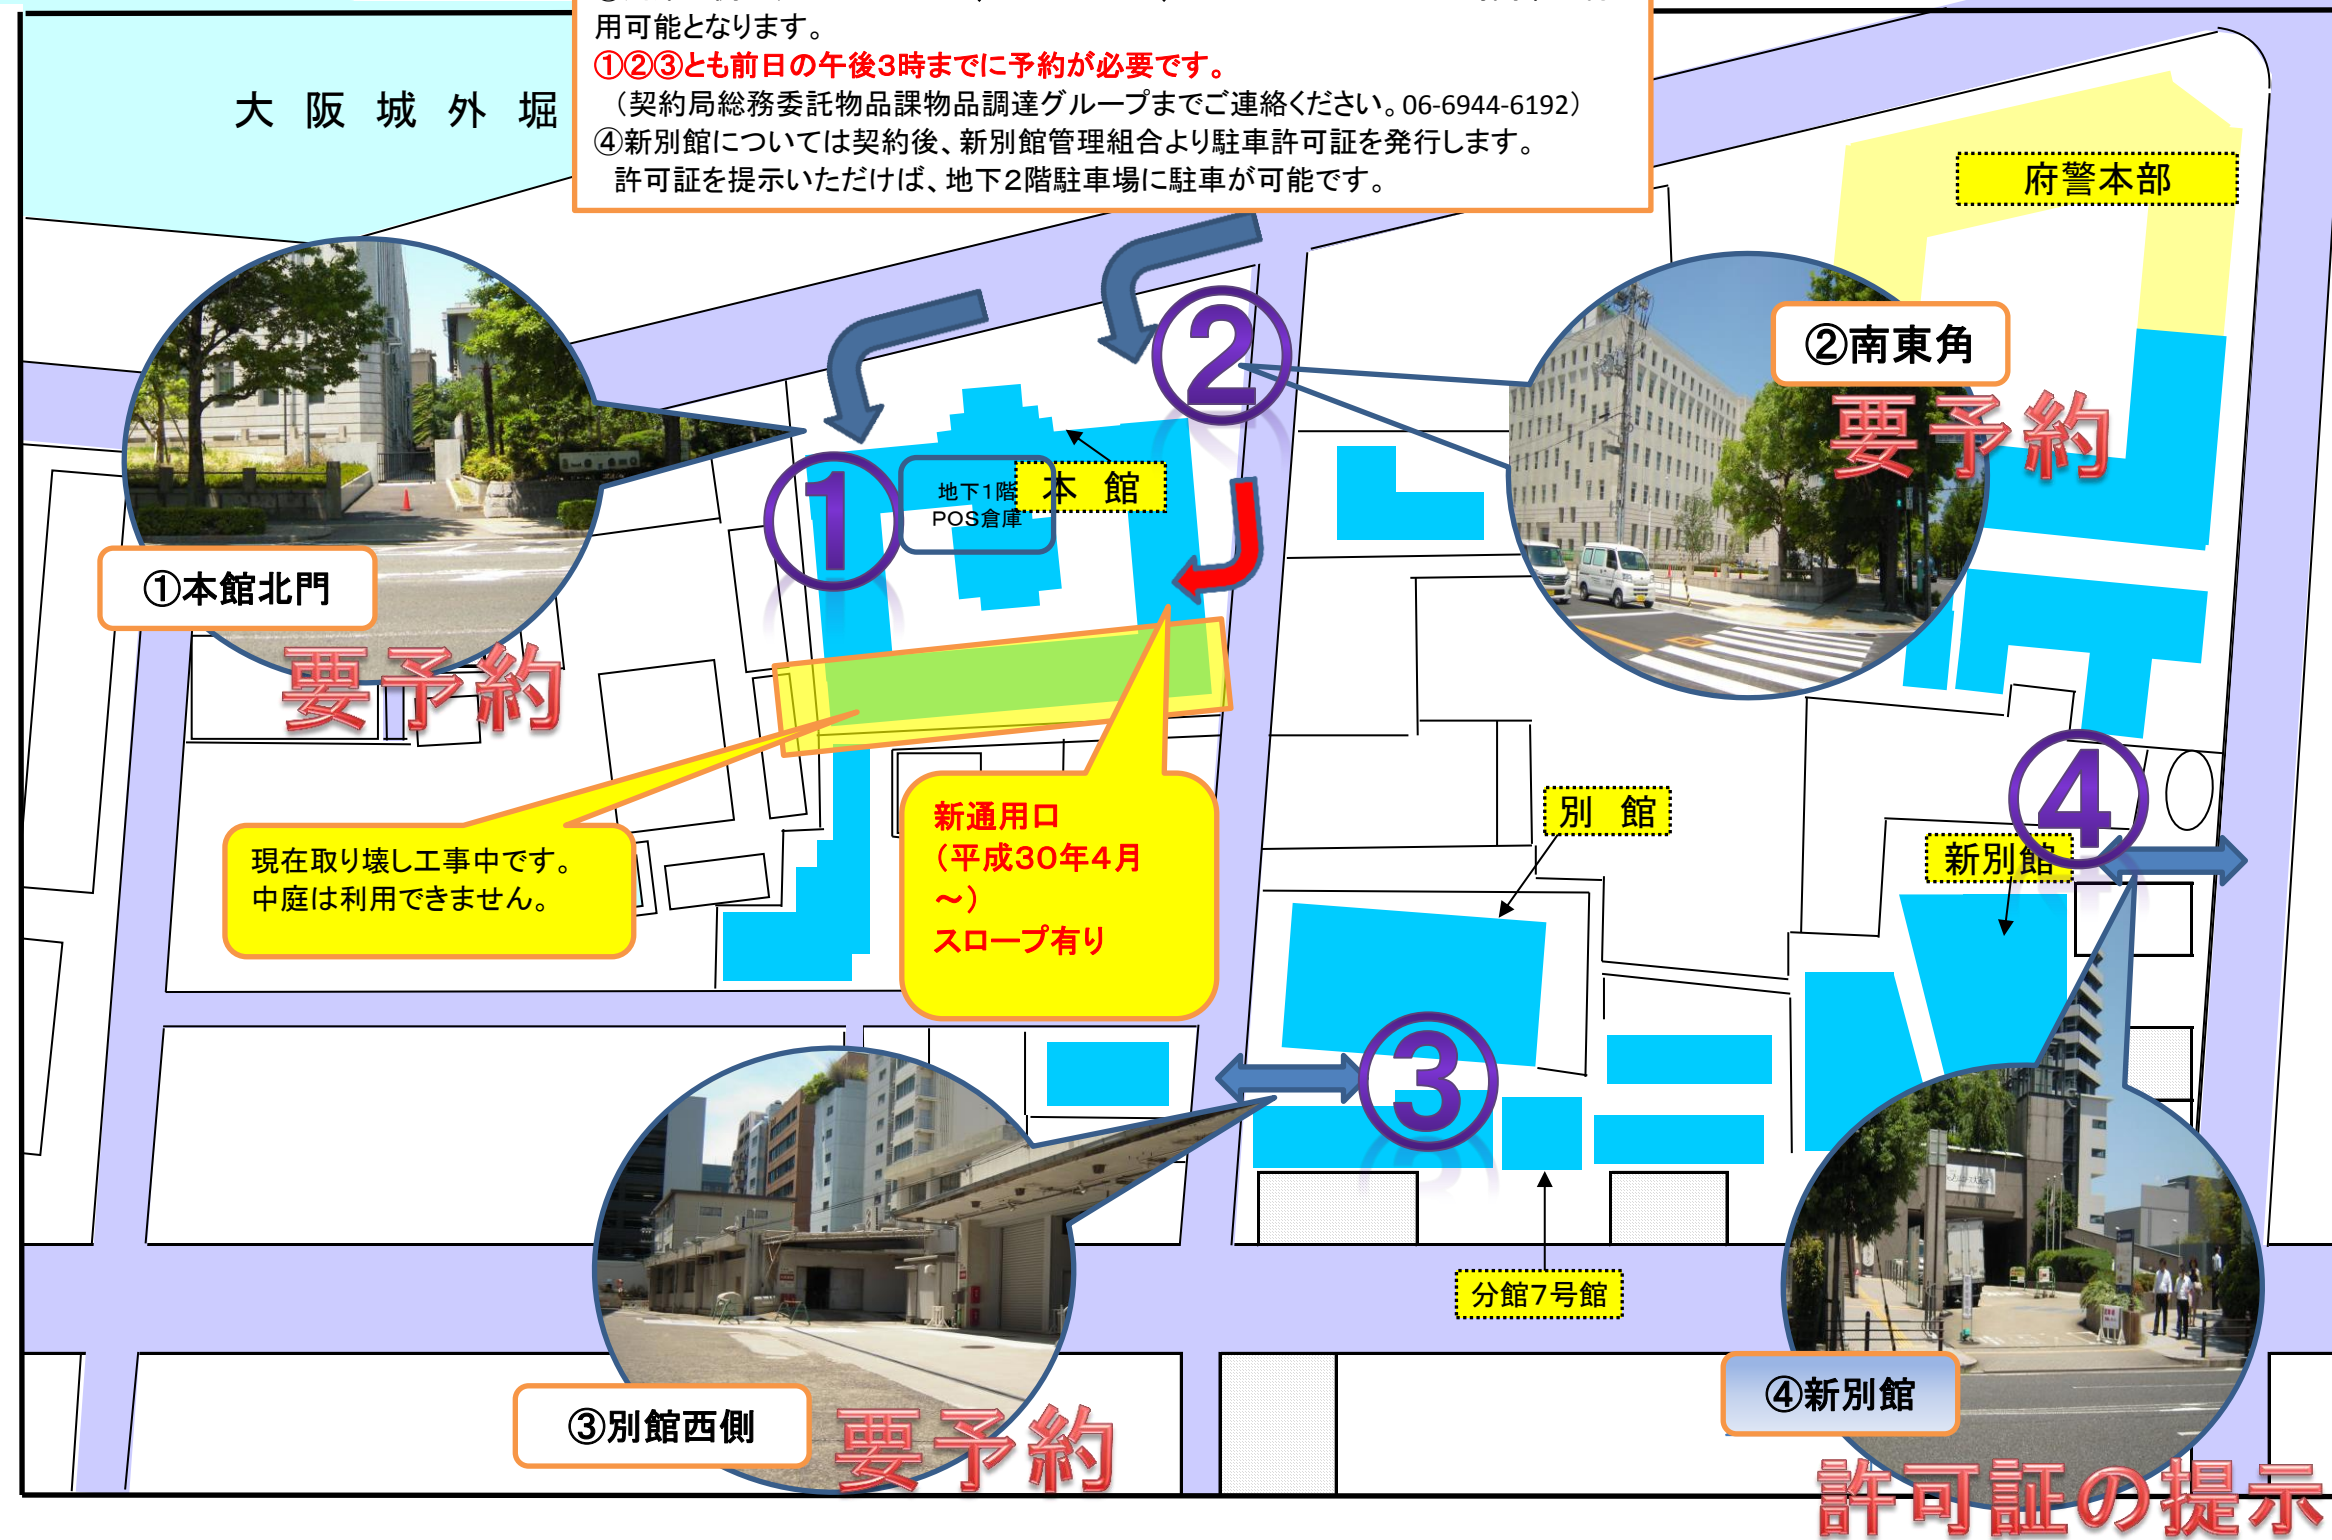 用可能となります。
①②③とも前日の午後3時までに予約が必要です。
（契約局総務委託物品課物品調達グループまでご連絡ください。06-6944-6192）
④新別館については契約後、新別館管理組合より駐車許可証を発行します。
許可証を提示いただけば、地下2階駐車場に駐車が可能です。
大 阪 城 外 堀
府警本部
②
②南東角
要予約
①
地下1階
POS倉庫
本 館
①本館北門
要予約
④
別 館
新別館
新通用口
（平成30年4月
～）
スロープ有り
現在取り壊し工事中です。
中庭は利用できません。
③
分館7号館
④新別館
③別館西側
要予約
許可証の提示